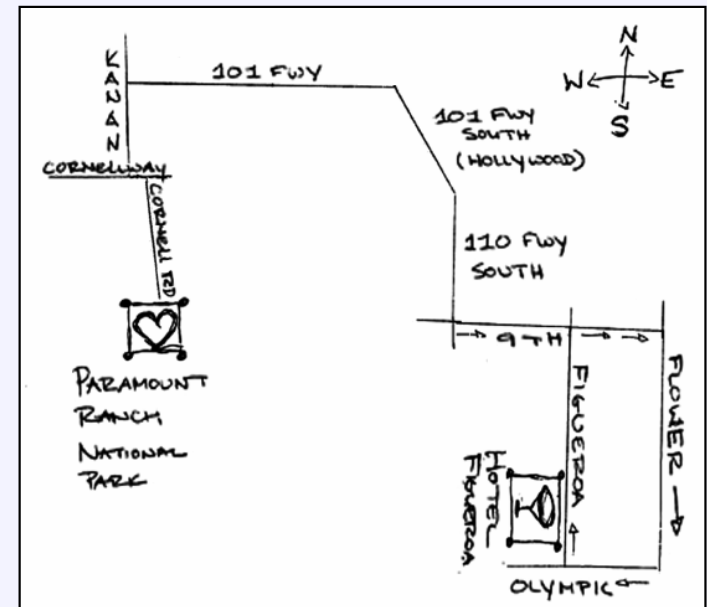 N
W E
S
KANAN
101 FWY
101 FWY
SOUTH
(HOLLYWOOD)
CORNELLWAY
CORNELL RD
110 FWY
SOUTH
9TH
PARAMOUNT
RANCH
NATIONAL
PARK
FIGUEROA
FLOWER
HOTEL
FIGUEROA
OLYMPIC